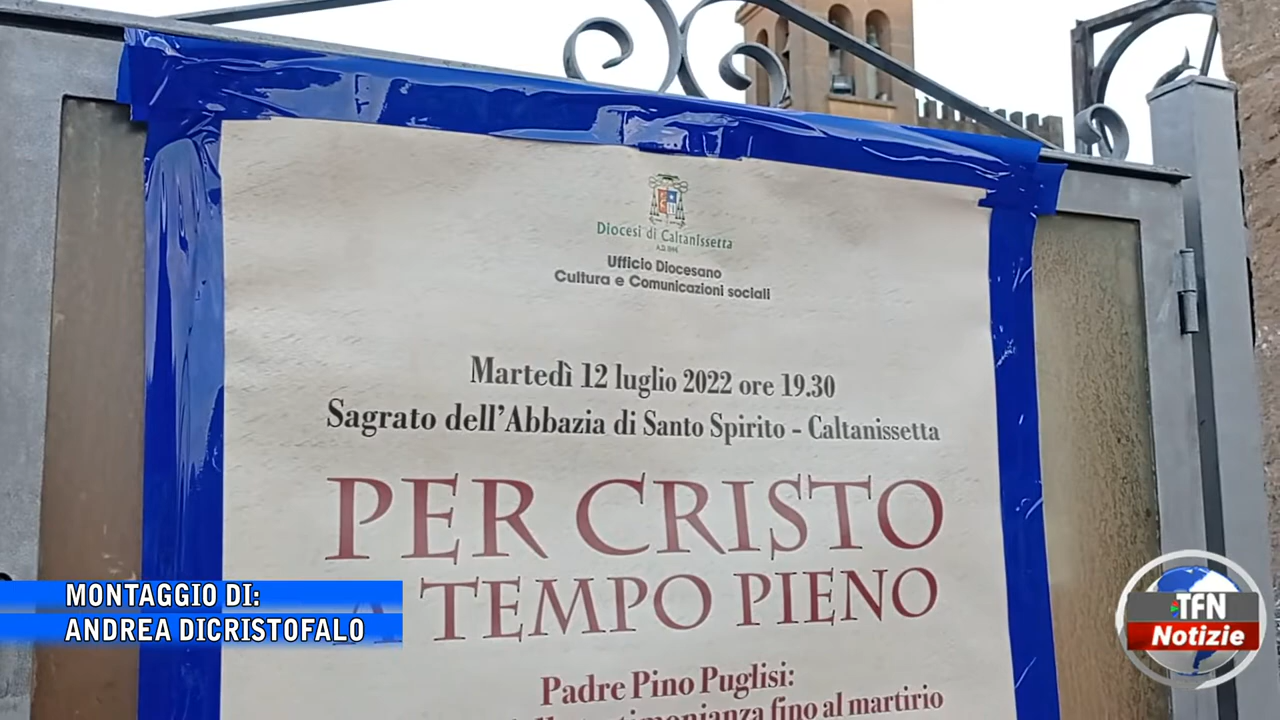 Diocesi di Caltanissetta
Ufficio Diocesano
Cultura e Comunicazioni sociali
Martedì 12 luglio 2022 ore 19.30
Sagrato dell'Abbazia di Santo Spirito - Caltanissetta
PER CRISTO
A TEMPO PIENO
Padre Pino Puglisi:
fino al martirio
MONTAGGIO DI:
ANDREA DICRISTOFALO
TFN
Notizie